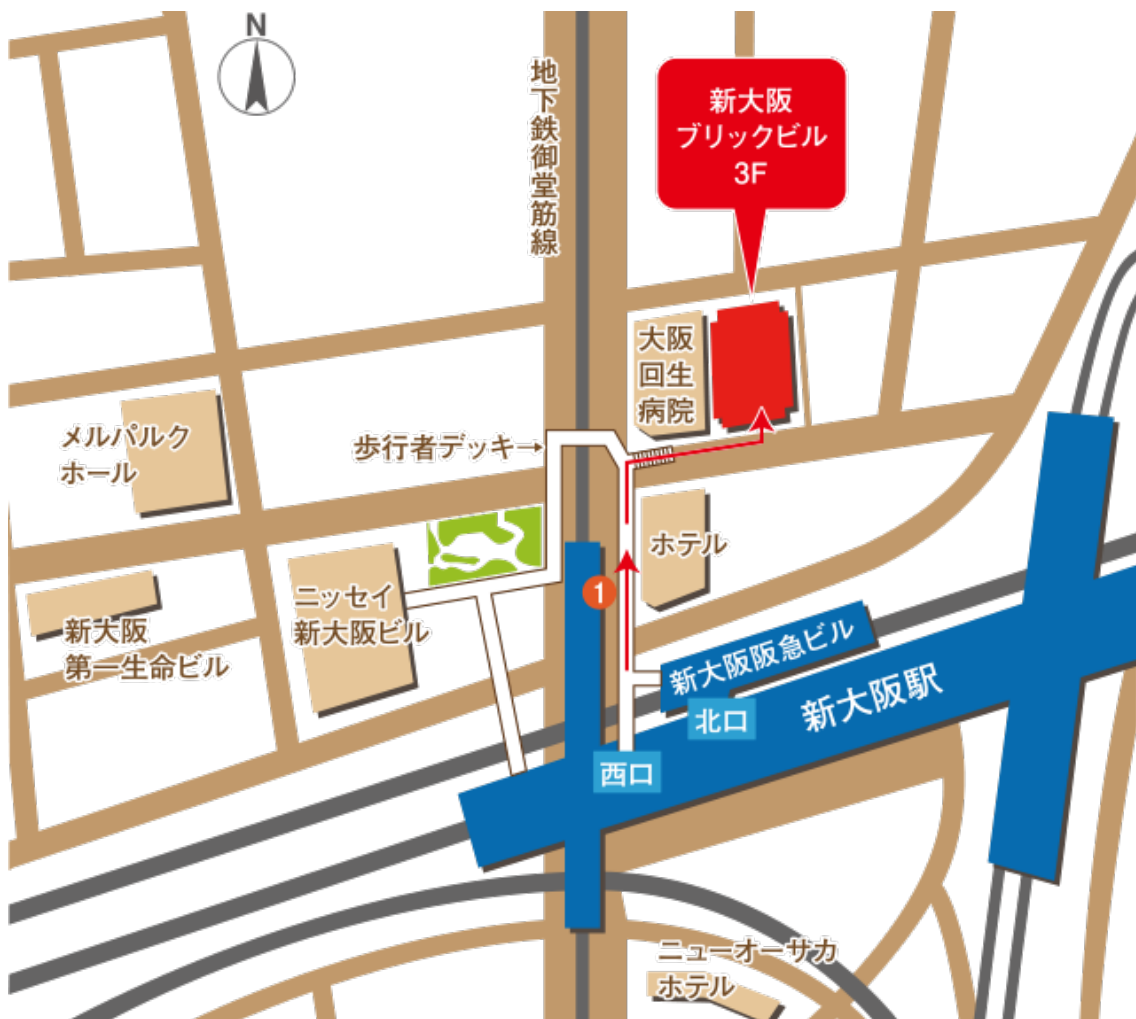 N
地下鉄御堂筋線
新大阪
ブリックビル
3F
大阪
回生
病院
メルパルク
ホール
歩行者デッキ→
ホテル
ニッセイ
新大阪ビル
1
新大阪
第一生命ビル
新大阪阪急ビル
北口
新大阪駅
西口
ニューオーサカ
ホテル